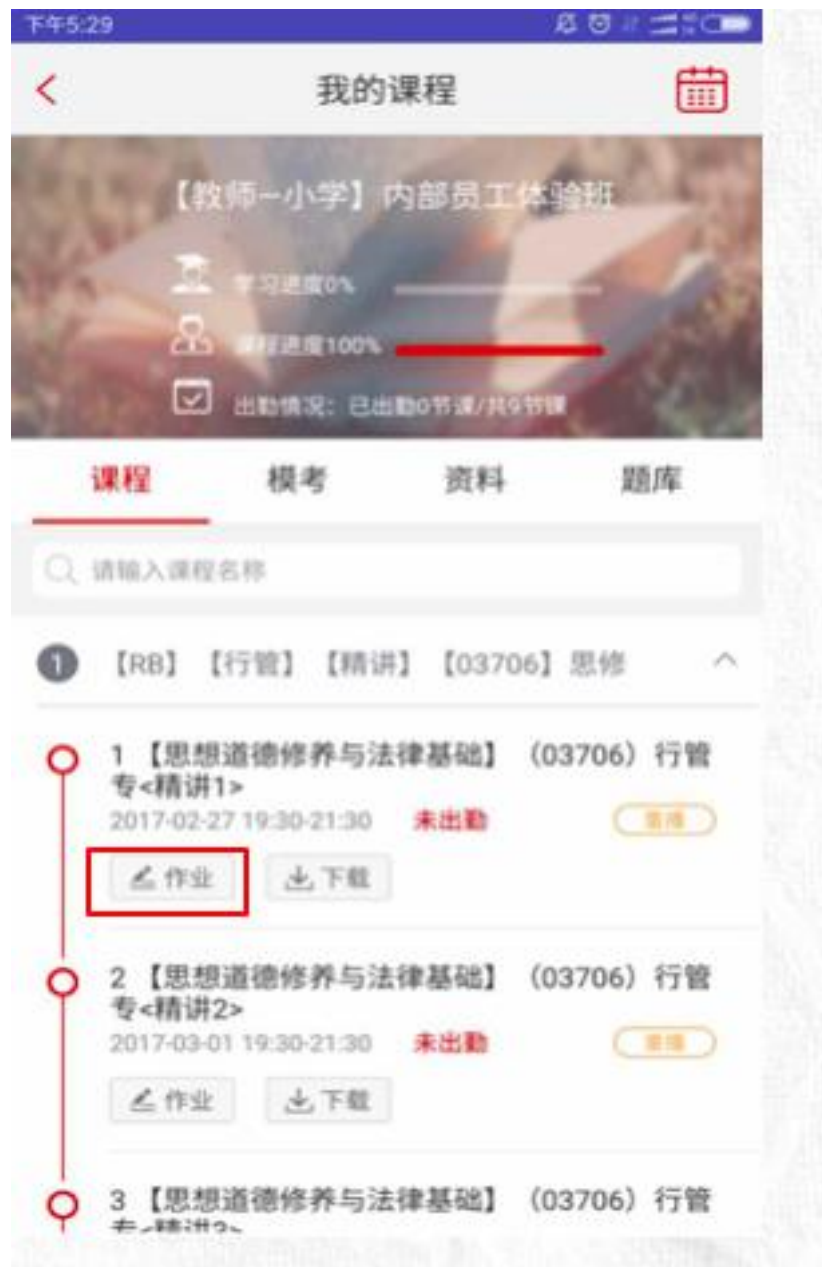 下午5:29
我的课程
【教师—小学】内部员工体验班
学习进度0%
课程进度100%
出勤情况：已出勤0节课/共9节课
课程 模考 资料 题库
请输入课程名称
1 【RB】【行管】【精讲】【03706】思修
1 【思想道德修养与法律基础】（03706）行管
专<精讲1>
2017-02-27 19:30-21:30 未出勤 重播
作业 下载
2 【思想道德修养与法律基础】（03706）行管
专<精讲2>
2017-03-01 19:30-21:30 未出勤 重播
作业 下载
3 【思想道德修养与法律基础】（03706）行管